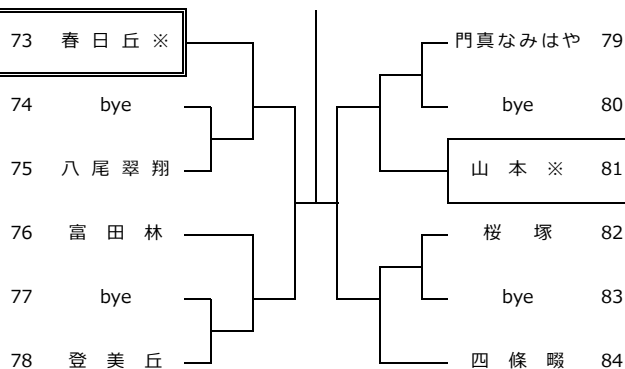 73 春日丘 ※
74 bye
75 八尾翠翔
76 富田林
77 bye
78 登美丘
門真なみはや 79
bye 80
山本 ※ 81
桜塚 82
bye 83
四條畷 84